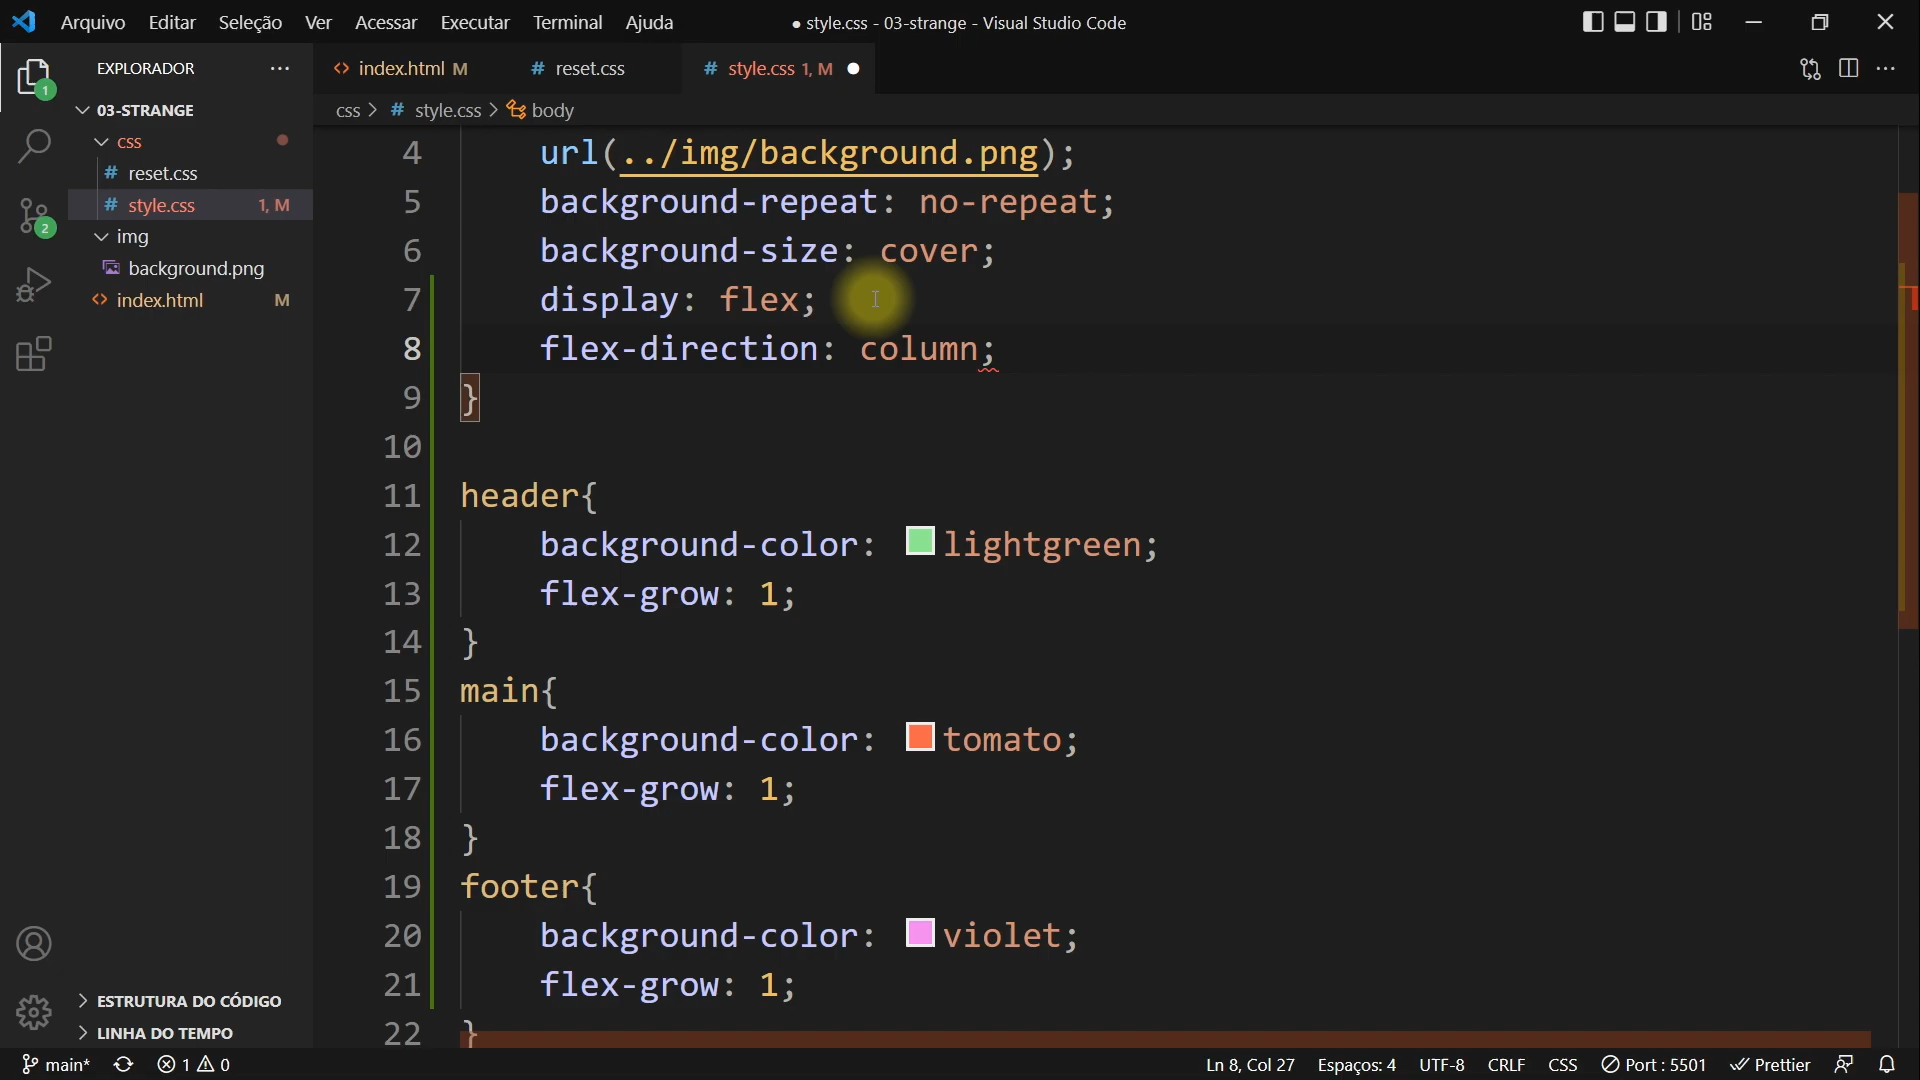 Arquivo Editar Seleção Ver Acessar Executar Terminal Ajuda
● style.css - 03-strange - Visual Studio Code
EXPLORADOR
index.html M
# reset.css
# style.css 1, M
03-STRANGE
css > # style.css > body
css
# reset.css
# style.css 1, M
img
background.png
index.html M
4 url(../img/background.png);
5 background-repeat: no-repeat;
6 background-size: cover;
7 display: flex;
8 flex-direction: column;
9 }
10
11 header{
12 background-color: lightgreen;
13 flex-grow: 1;
14 }
15 main{
16 background-color: tomato;
17 flex-grow: 1;
18 }
19 footer{
20 background-color: violet;
21 flex-grow: 1;
22 }
1
2
ESTRUTURA DO CÓDIGO
LINHA DO TEMPO
main* 1 0
Ln 8, Col 27 Espaços: 4 UTF-8 CRLF CSS Port : 5501 Prettier